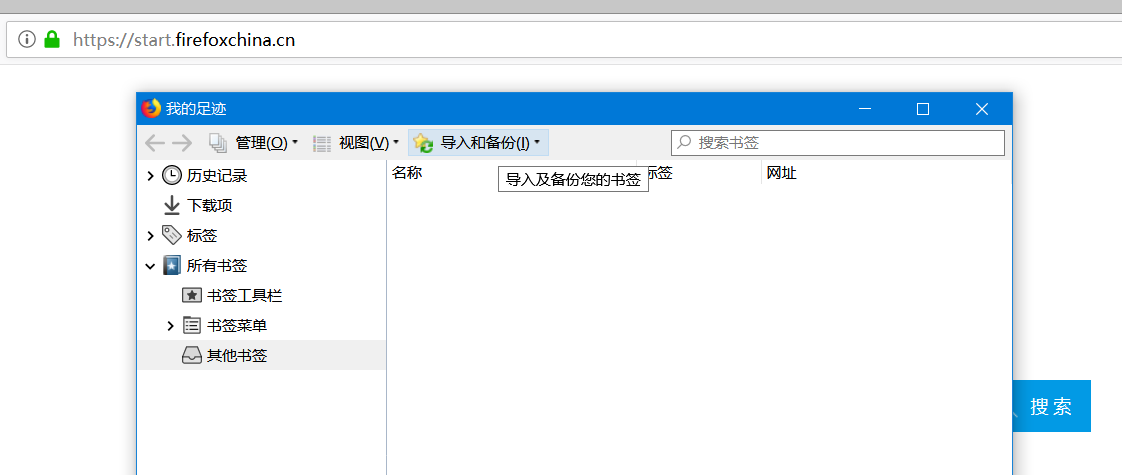 https://start.firefoxchina.cn
我的足迹
管理(O) 视图(V) 导入和备份(I) 搜索书签
历史记录 名称 导入及备份您的书签 标签 网址
下载项
标签
所有书签
书签工具栏
书签菜单
其他书签
搜索